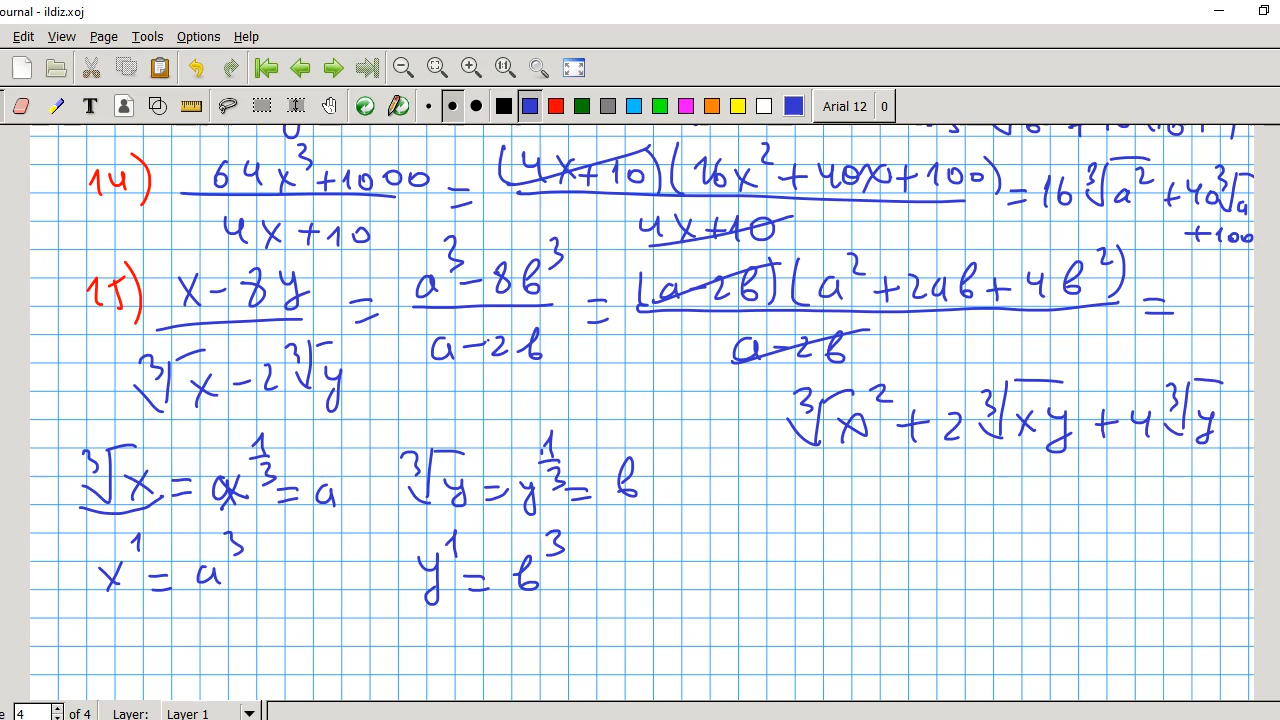 ournal - ildiz.xoj
Edit View Page Tools Options Help
Arial 12 0
14) (64x³+1000)/(4x+10) = ((4x+10)(16x²+40x+100))/(4x+10) = 16∛a² + 40∛a
+100
15) (x-8y)/(∛x-2∛y) = (a³-8b³)/(a-2b) = ((a-2b)(a²+2ab+4b²))/(a-2b) =
∛x² + 2∛xy + 4∛y
∛x = x^(1/3) = a ∛y = y^(1/3) = b
x¹ = a³ y¹ = b³
e 4 of 4 Layer: Layer 1